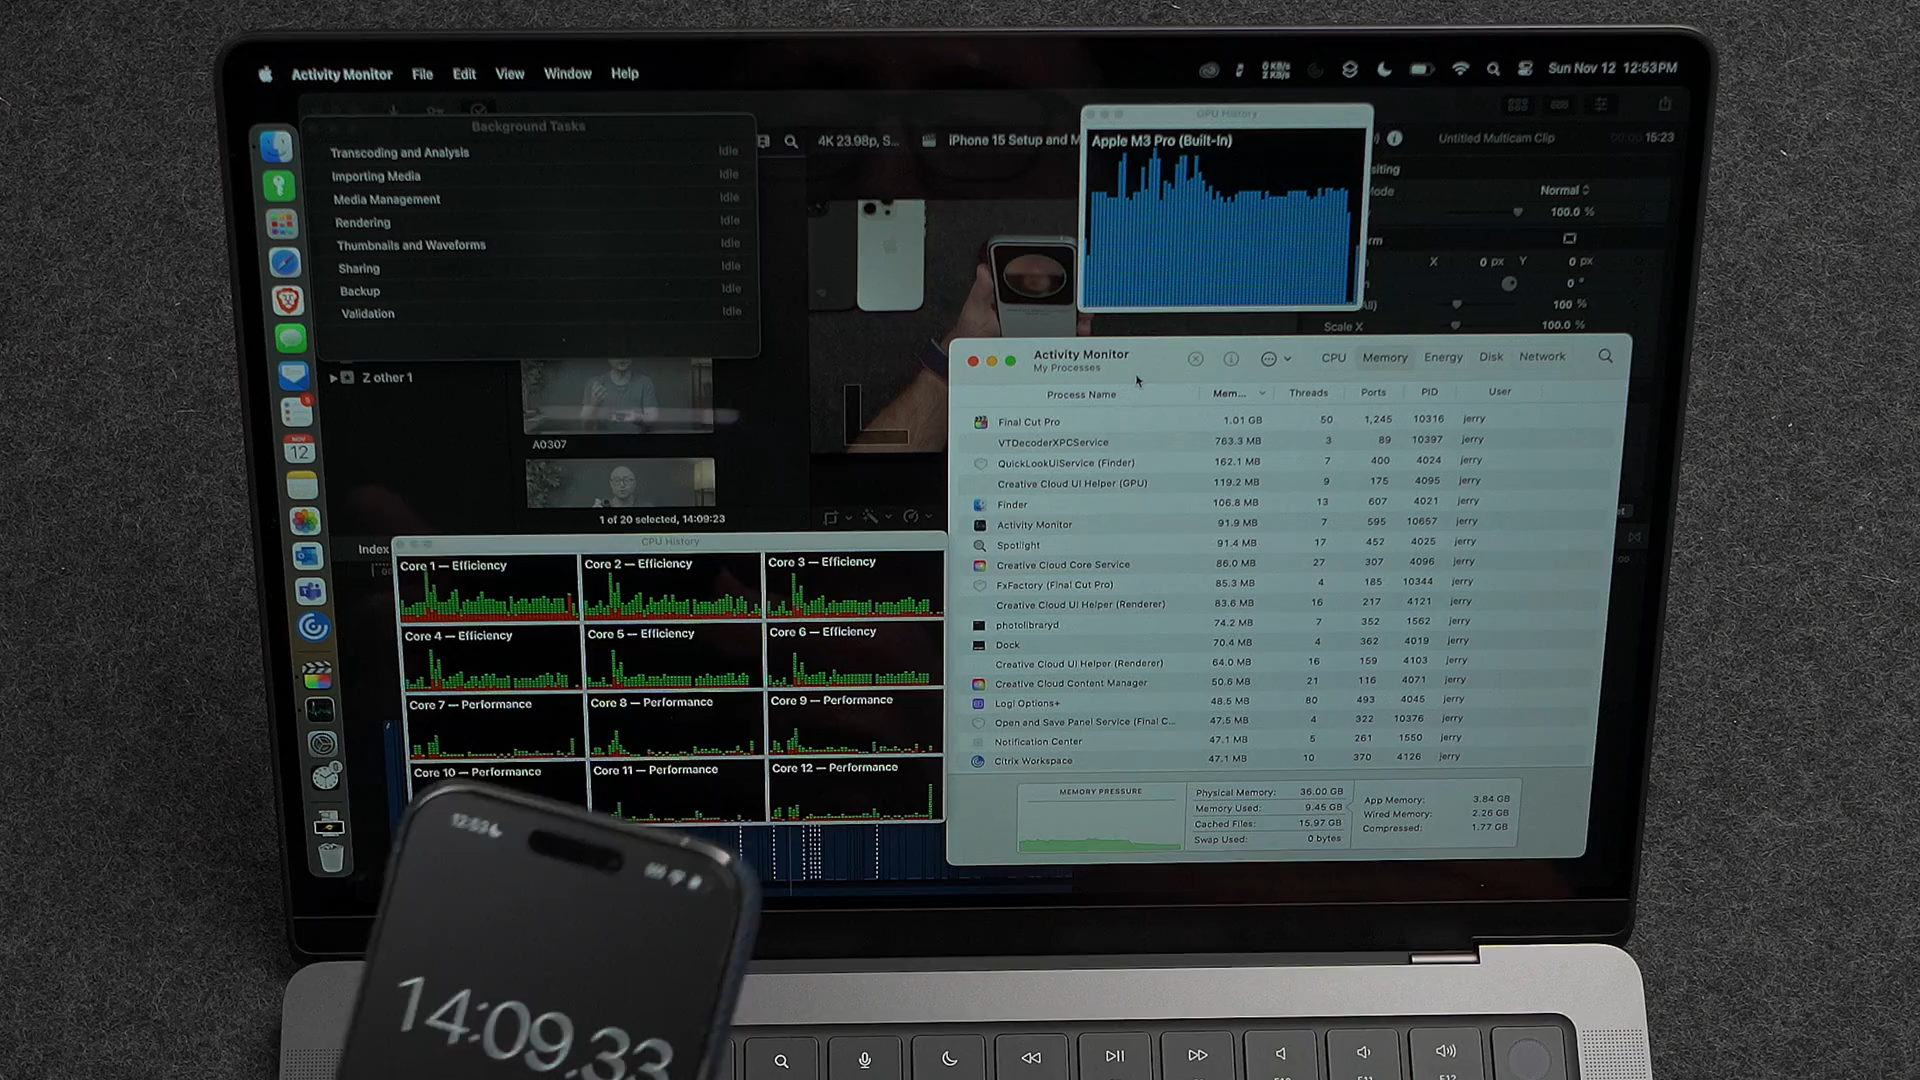 Activity Monitor File Edit View Window Help
0 KB/s
2 KB/s
Sun Nov 12 12:53PM
Background Tasks
Transcoding and Analysis Idle
Importing Media Idle
Media Management Idle
Rendering Idle
Thumbnails and Waveforms Idle
Sharing Idle
Backup Idle
Validation Idle
4K 23.98p, S...
iPhone 15 Setup and M
GPU History
Apple M3 Pro (Built-In)
Untitled Multicam Clip 15:23
siting
Mode Normal
100.0 %
rm
X 0 px Y 0 px
0 °
All) 100 %
Scale X 100.0 %
Z other 1
A0307
1 of 20 selected, 14:09:23
Index
CPU History
Core 1 — Efficiency Core 2 — Efficiency Core 3 — Efficiency
Core 4 — Efficiency Core 5 — Efficiency Core 6 — Efficiency
Core 7 — Performance Core 8 — Performance Core 9 — Performance
Core 10 — Performance Core 11 — Performance Core 12 — Performance
Activity Monitor
My Processes
CPU Memory Energy Disk Network
Process Name Mem... Threads Ports PID User
Final Cut Pro 1.01 GB 50 1,245 10316 jerry
VTDecoderXPCService 763.3 MB 3 89 10397 jerry
QuickLookUIService (Finder) 162.1 MB 7 400 4024 jerry
Creative Cloud UI Helper (GPU) 119.2 MB 9 175 4095 jerry
Finder 106.8 MB 13 607 4021 jerry
Activity Monitor 91.9 MB 7 595 10657 jerry
Spotlight 91.4 MB 17 452 4025 jerry
Creative Cloud Core Service 86.0 MB 27 307 4096 jerry
FxFactory (Final Cut Pro) 85.3 MB 4 185 10344 jerry
Creative Cloud UI Helper (Renderer) 83.6 MB 16 217 4121 jerry
photolibraryd 74.2 MB 7 352 1562 jerry
Dock 70.4 MB 4 362 4019 jerry
Creative Cloud UI Helper (Renderer) 64.0 MB 16 159 4103 jerry
Creative Cloud Content Manager 50.6 MB 21 116 4071 jerry
Logi Options+ 48.5 MB 80 493 4045 jerry
Open and Save Panel Service (Final C... 47.5 MB 4 322 10376 jerry
Notification Center 47.1 MB 5 261 1550 jerry
Citrix Workspace 47.1 MB 10 370 4126 jerry
MEMORY PRESSURE
Physical Memory: 36.00 GB
Memory Used: 9.45 GB
Cached Files: 15.97 GB
Swap Used: 0 bytes
App Memory: 3.84 GB
Wired Memory: 2.26 GB
Compressed: 1.77 GB
NOV
12
12:53
14:09.33